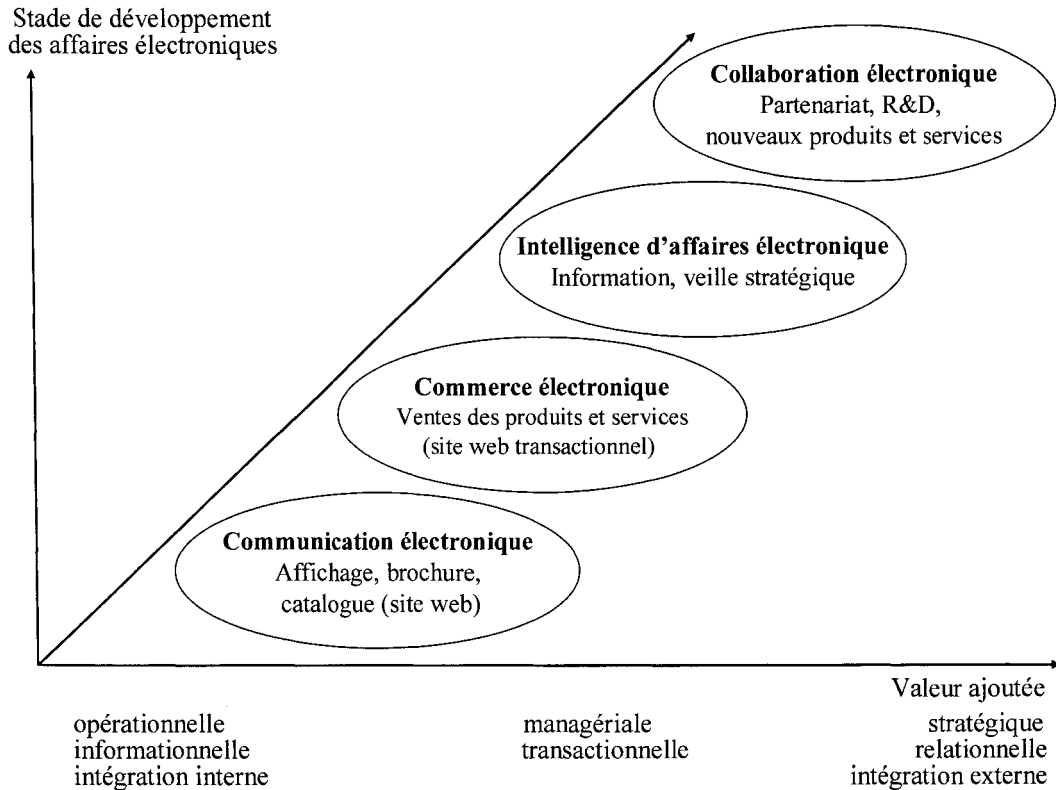 Stade de développement
des affaires électroniques
Collaboration électronique
Partenariat, R&D,
nouveaux produits et services
Intelligence d'affaires électronique
Information, veille stratégique
Commerce électronique
Ventes des produits et services
(site web transactionnel)
Communication électronique
Affichage, brochure,
catalogue (site web)
Valeur ajoutée
opérationnelle
informationnelle
intégration interne
managériale
transactionnelle
stratégique
relationnelle
intégration externe